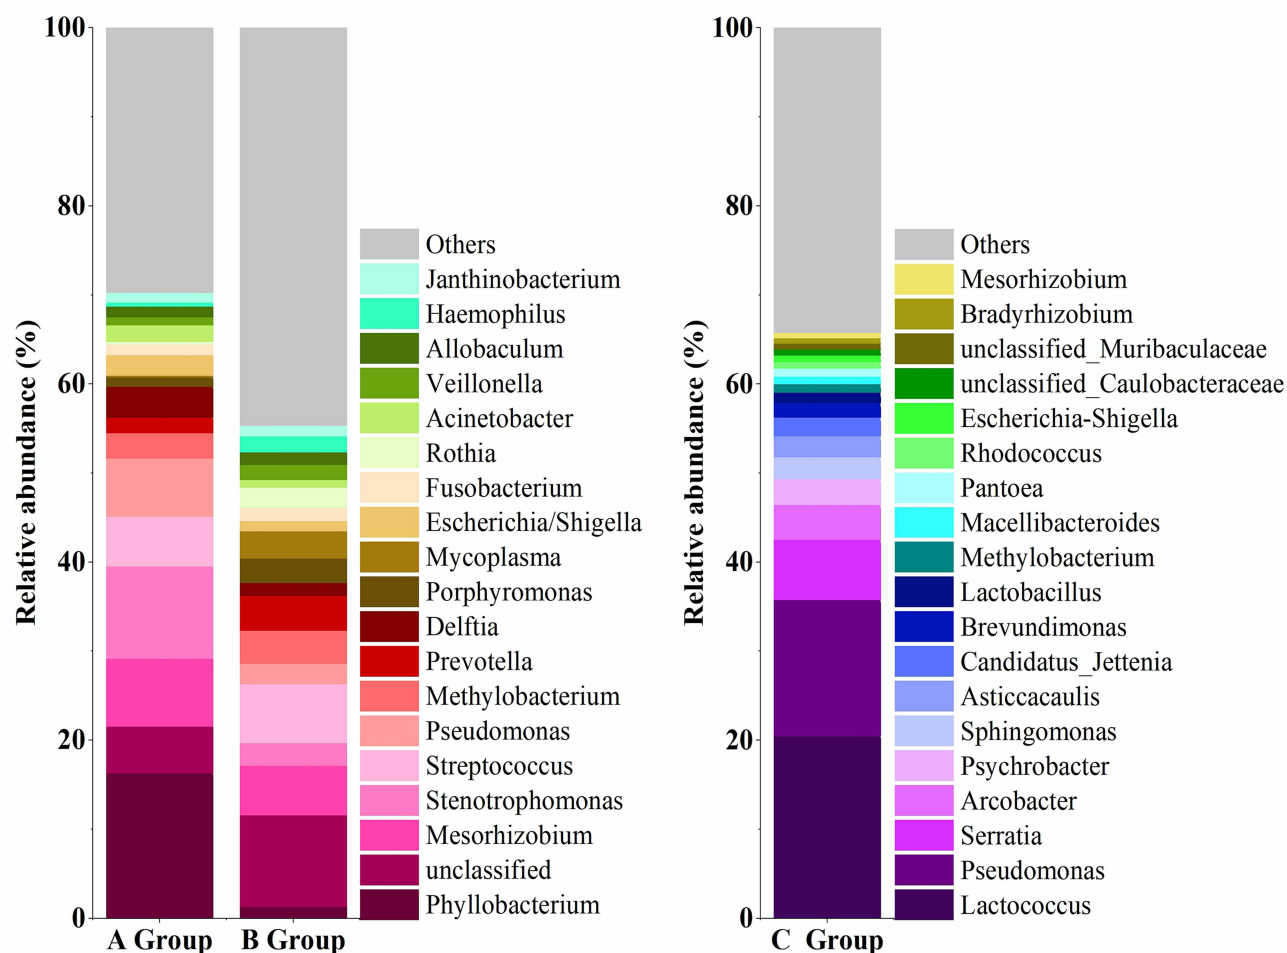 Relative abundance (%)
100
80
60
40
20
0
A Group
B Group
Others
Janthinobacterium
Haemophilus
Allobaculum
Veillonella
Acinetobacter
Rothia
Fusobacterium
Escherichia/Shigella
Mycoplasma
Porphyromonas
Delftia
Prevotella
Methylobacterium
Pseudomonas
Streptococcus
Stenotrophomonas
Mesorhizobium
unclassified
Phyllobacterium
Relative abundance (%)
100
80
60
40
20
0
C Group
Others
Mesorhizobium
Bradyrhizobium
unclassified_Muribaculaceae
unclassified_Caulobacteraceae
Escherichia-Shigella
Rhodococcus
Pantoea
Macellibacteroides
Methylobacterium
Lactobacillus
Brevundimonas
Candidatus_Jettenia
Asticcacaulis
Sphingomonas
Psychrobacter
Arcobacter
Serratia
Pseudomonas
Lactococcus